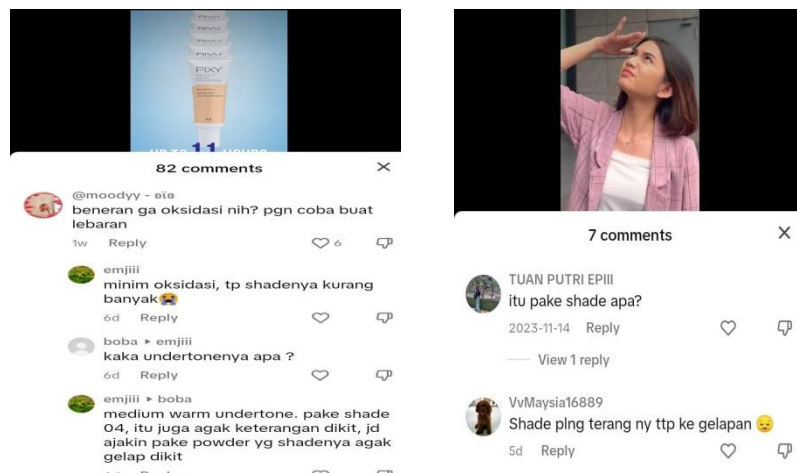 PIXY
11
82 comments
@moodyy - ʚïɞ
beneran ga oksidasi nih? pgn coba buat
lebaran
1w Reply
6
emjiii
minim oksidasi, tp shadenya kurang
banyak😭
6d Reply
boba ▸ emjiii
kaka undertonenya apa ?
6d Reply
emjiii ▸ boba
medium warm undertone. pake shade
04, itu juga agak keterangan dikit, jd
ajakin pake powder yg shadenya agak
gelap dikit
7 comments
TUAN PUTRI EPIII
itu pake shade apa?
2023-11-14 Reply
View 1 reply
VvMaysia16889
Shade plng terang ny ttp ke gelapan 😔
5d Reply